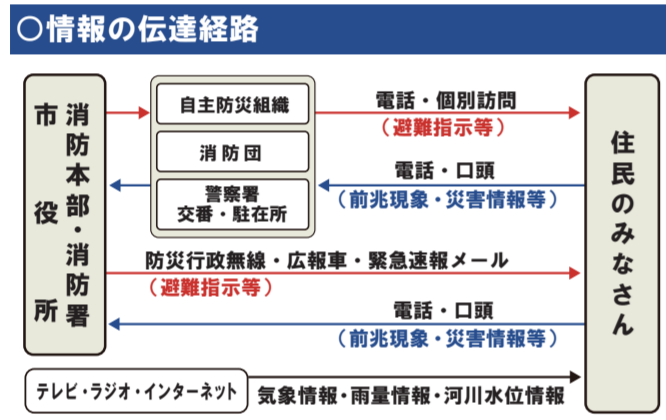 ○情報の伝達経路
市役所
消防本部・消防署
自主防災組織
消防団
警察署
交番・駐在所
電話・個別訪問
（避難指示等）
電話・口頭
（前兆現象・災害情報等）
防災行政無線・広報車・緊急速報メール
（避難指示等）
電話・口頭
（前兆現象・災害情報等）
住民のみなさん
テレビ・ラジオ・インターネット
気象情報・雨量情報・河川水位情報